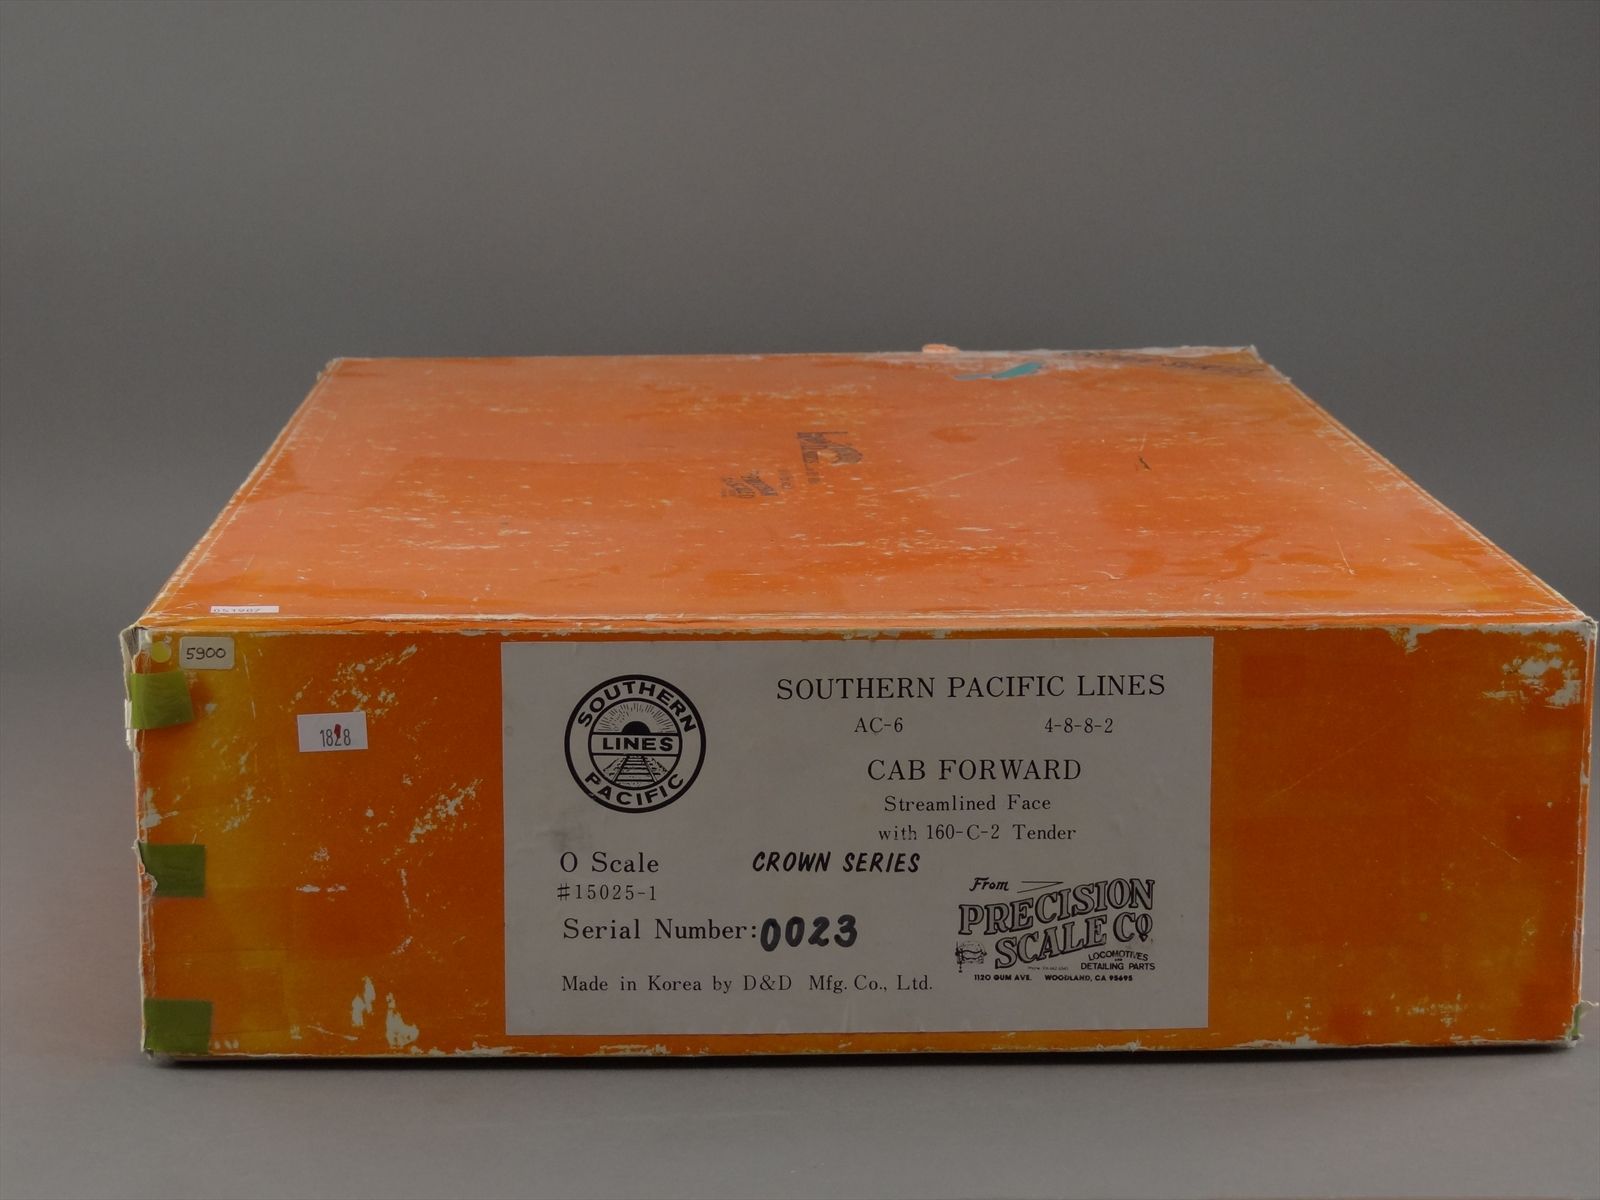 5900
1828
SOUTHERN
LINES
PACIFIC
SOUTHERN PACIFIC LINES
AC-6 4-8-8-2
CAB FORWARD
Streamlined Face
with 160-C-2 Tender
O Scale CROWN SERIES
#15025-1
Serial Number: 0023
Made in Korea by D&D Mfg. Co., Ltd.
From
PRECISION
SCALE CO
LOCOMOTIVES
DETAILING PARTS
1120 GUM AVE. WOODLAND, CA 95695